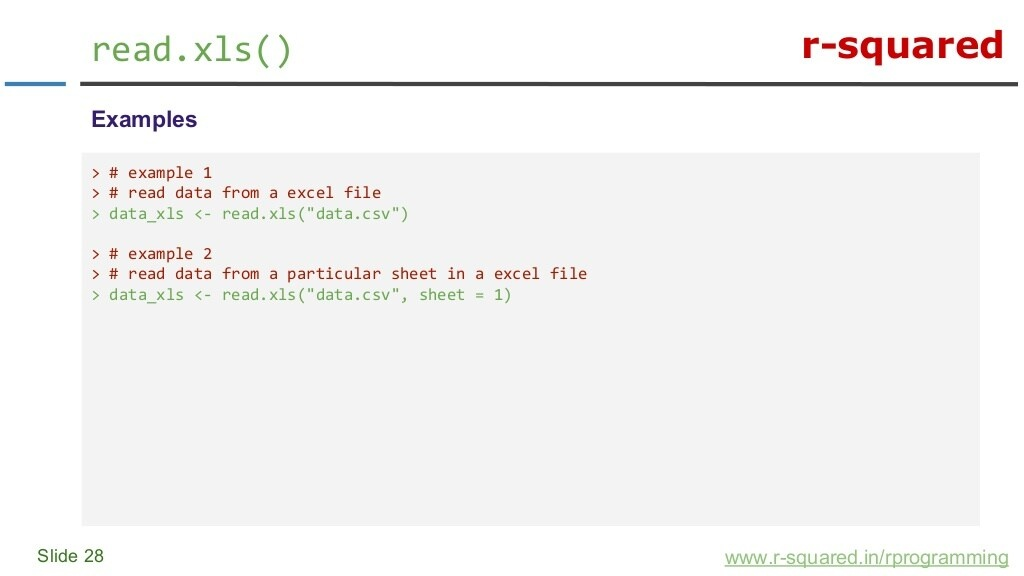 read.xls()
r-squared
Examples
> # example 1
> # read data from a excel file
> data_xls <- read.xls("data.csv")
> # example 2
> # read data from a particular sheet in a excel file
> data_xls <- read.xls("data.csv", sheet = 1)
Slide 28
www.r-squared.in/rprogramming